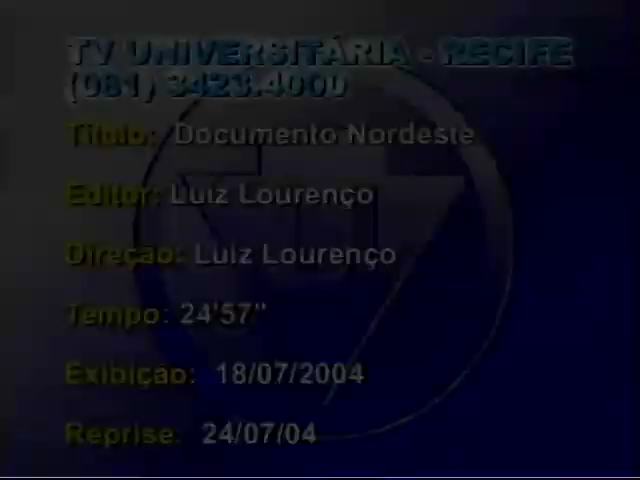 TV UNIVERSITÁRIA - RECIFE
(081) 3423.4000
Título: Documento Nordeste
Editor: Luiz Lourenço
Direção: Luiz Lourenço
Tempo: 24'57"
Exibição: 18/07/2004
Reprise: 24/07/04